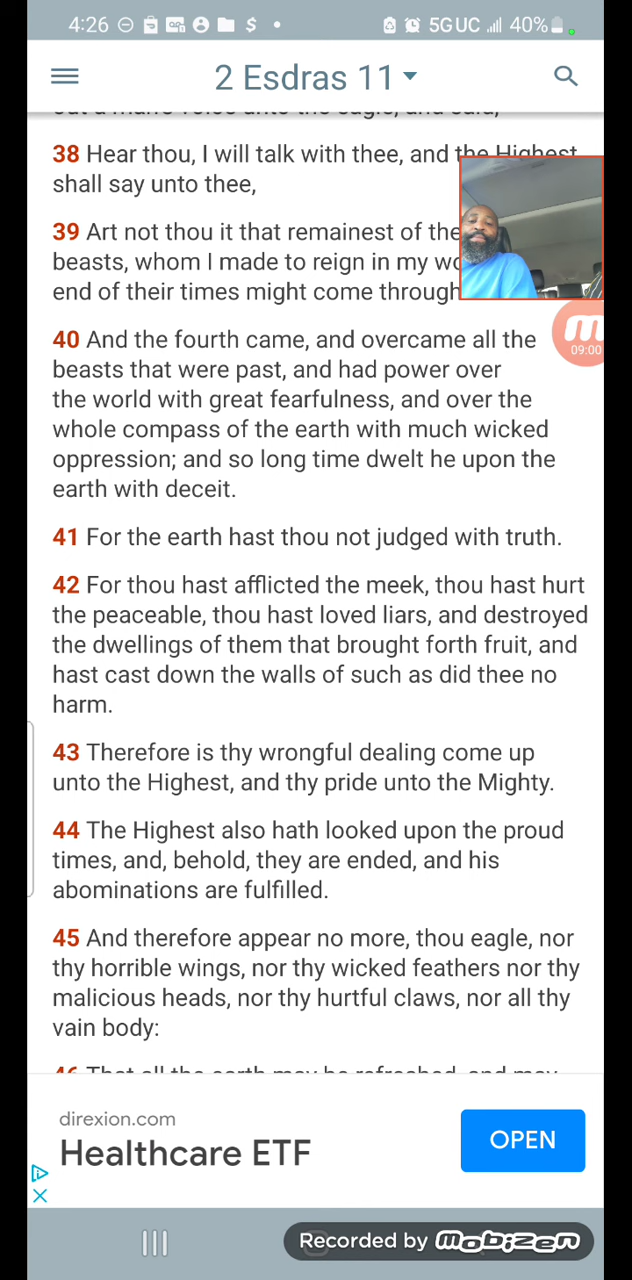 4:26 $ 5GUC 40%
2 Esdras 11
38 Hear thou, I will talk with thee, and the Highest
shall say unto thee,
39 Art not thou it that remainest of the
beasts, whom I made to reign in my
end of their times might come through
40 And the fourth came, and overcame all the
beasts that were past, and had power over
the world with great fearfulness, and over the
whole compass of the earth with much wicked
oppression; and so long time dwelt he upon the
earth with deceit.
09:00
41 For the earth hast thou not judged with truth.
42 For thou hast afflicted the meek, thou hast hurt
the peaceable, thou hast loved liars, and destroyed
the dwellings of them that brought forth fruit, and
hast cast down the walls of such as did thee no
harm.
43 Therefore is thy wrongful dealing come up
unto the Highest, and thy pride unto the Mighty.
44 The Highest also hath looked upon the proud
times, and, behold, they are ended, and his
abominations are fulfilled.
45 And therefore appear no more, thou eagle, nor
thy horrible wings, nor thy wicked feathers nor thy
malicious heads, nor thy hurtful claws, nor all thy
vain body:
46 That all the earth may be refreshed, and may
direxion.com
Healthcare ETF
OPEN
Recorded by mobizen